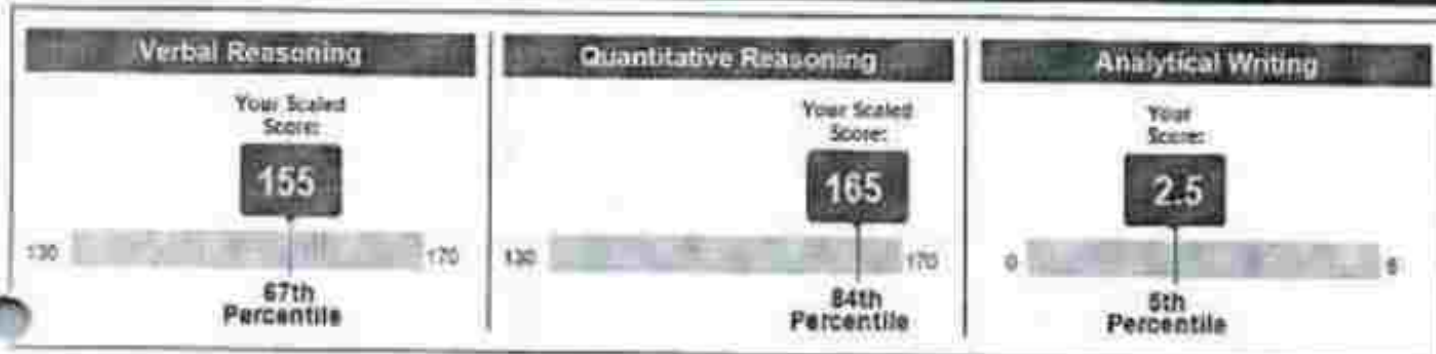 Verbal Reasoning
Your Scaled
Score:
155
130
170
67th
Percentile
Quantitative Reasoning
Your Scaled
Score:
165
130
170
84th
Percentile
Analytical Writing
Your
Score:
2.5
0
6
5th
Percentile